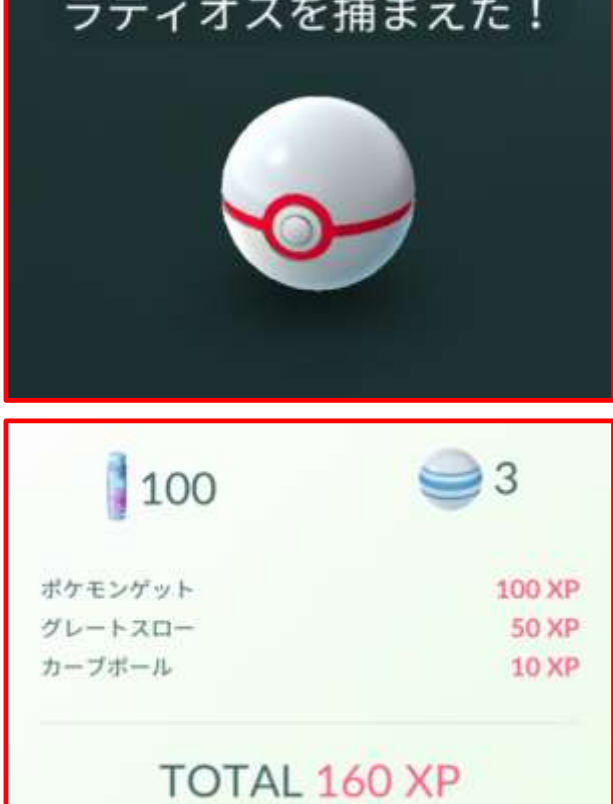 ラティオスを捕まえた！
100 3
ポケモンゲット 100 XP
グレートスロー 50 XP
カーブボール 10 XP
TOTAL 160 XP